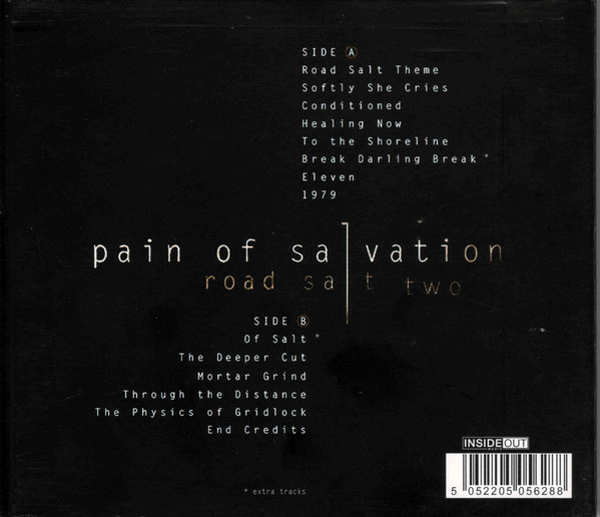 SIDE A
Road Salt Theme
Softly She Cries
Conditioned
Healing Now
To the Shoreline
Break Darling Break *
Eleven
1979
pain of salvation
road salt two
SIDE B
Of Salt *
The Deeper Cut
Mortar Grind
Through the Distance
The Physics of Gridlock
End Credits
* extra tracks
INSIDEOUT
5 052205 056288